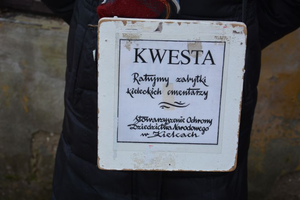 KWESTA
Ratujmy zabytki
kieleckich cmentarzy
Stowarzyszenie Ochrony
Dziedzictwa Narodowego
w Kielcach